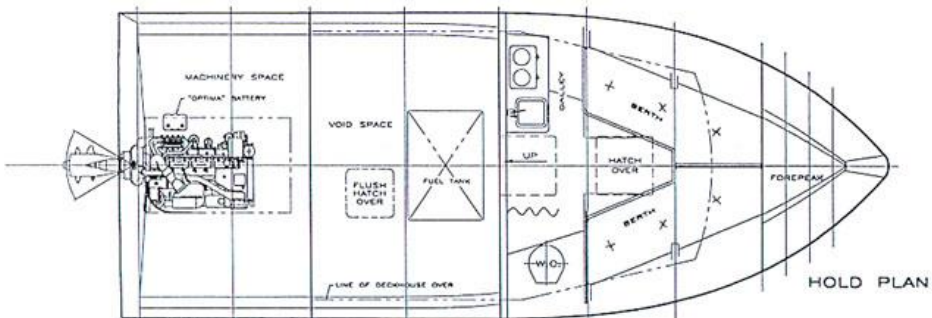 MACHINERY SPACE
"OPTIMA" BATTERY
VOID SPACE
FLUSH
HATCH
OVER
FUEL TANK
GALLEY
UP
W.O.
BERTH
HATCH
OVER
BERTH
FOREPEAK
LINE OF DECKHOUSE OVER
HOLD PLAN